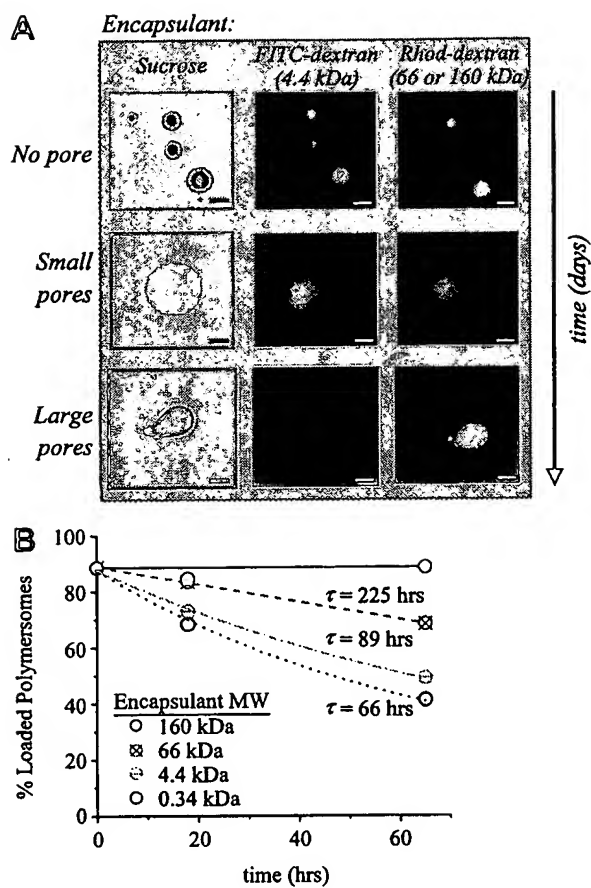 A
Encapsulant:
Sucrose
FITC-dextran
(4.4 kDa)
Rhod-dextran
(66 or 160 kDa)
No pore
Small
pores
Large
pores
time (days)
B
% Loaded Polymersomes
100
80
60
40
20
0
τ = 225 hrs
τ = 89 hrs
τ = 66 hrs
Encapsulant MW
160 kDa
66 kDa
4.4 kDa
0.34 kDa
0
20
40
60
time (hrs)